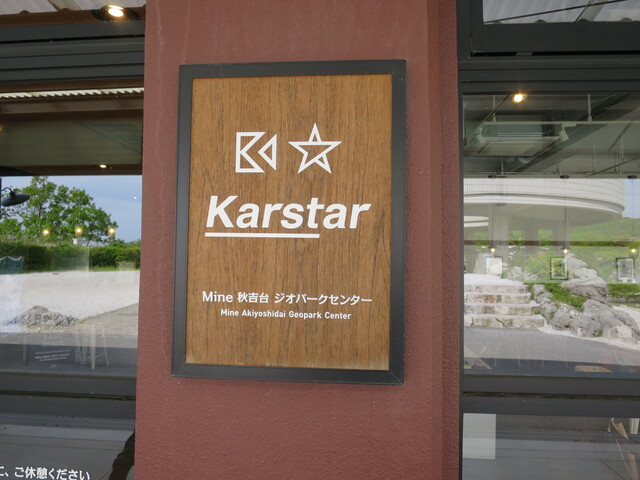 Karstar
Mine 秋吉台 ジオパークセンター
Mine Akiyoshidai Geopark Center
に、ご休憩ください